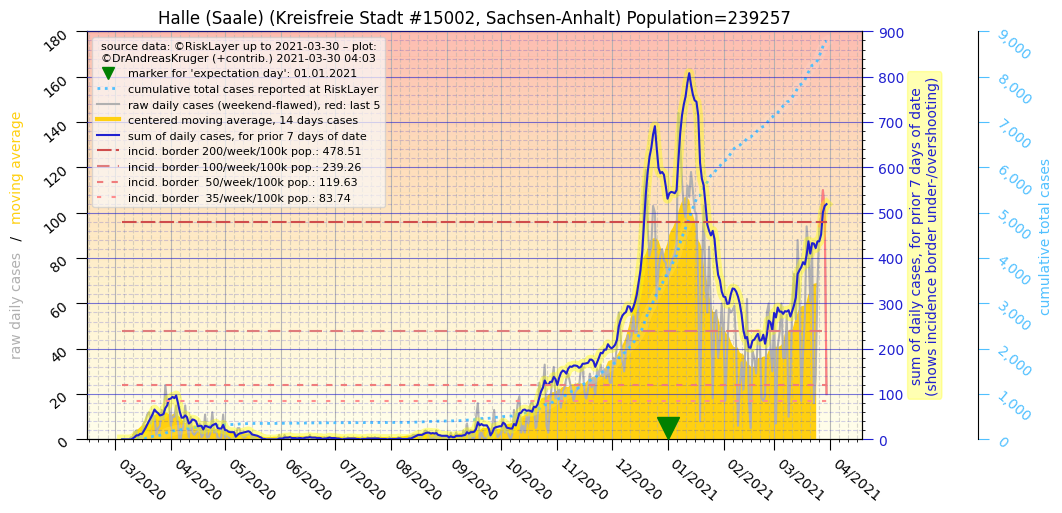 Halle (Saale) (Kreisfreie Stadt #15002, Sachsen-Anhalt) Population=239257
source data: ©RiskLayer up to 2021-03-30 – plot:
©DrAndreasKruger (+contrib.) 2021-03-30 04:03
marker for 'expectation day': 01.01.2021
cumulative total cases reported at RiskLayer
raw daily cases (weekend-flawed), red: last 5
centered moving average, 14 days cases
sum of daily cases, for prior 7 days of date
incid. border 200/week/100k pop.: 478.51
incid. border 100/week/100k pop.: 239.26
incid. border  50/week/100k pop.: 119.63
incid. border  35/week/100k pop.: 83.74
raw daily cases / moving average
180
160
140
120
100
80
60
40
20
0
03/2020
04/2020
05/2020
06/2020
07/2020
08/2020
09/2020
10/2020
11/2020
12/2020
01/2021
02/2021
03/2021
04/2021
900
800
700
600
500
400
300
200
100
0
sum of daily cases, for prior 7 days of date
(shows incidence border under-/overshooting)
9,000
8,000
7,000
6,000
5,000
4,000
3,000
2,000
1,000
0
cumulative total cases